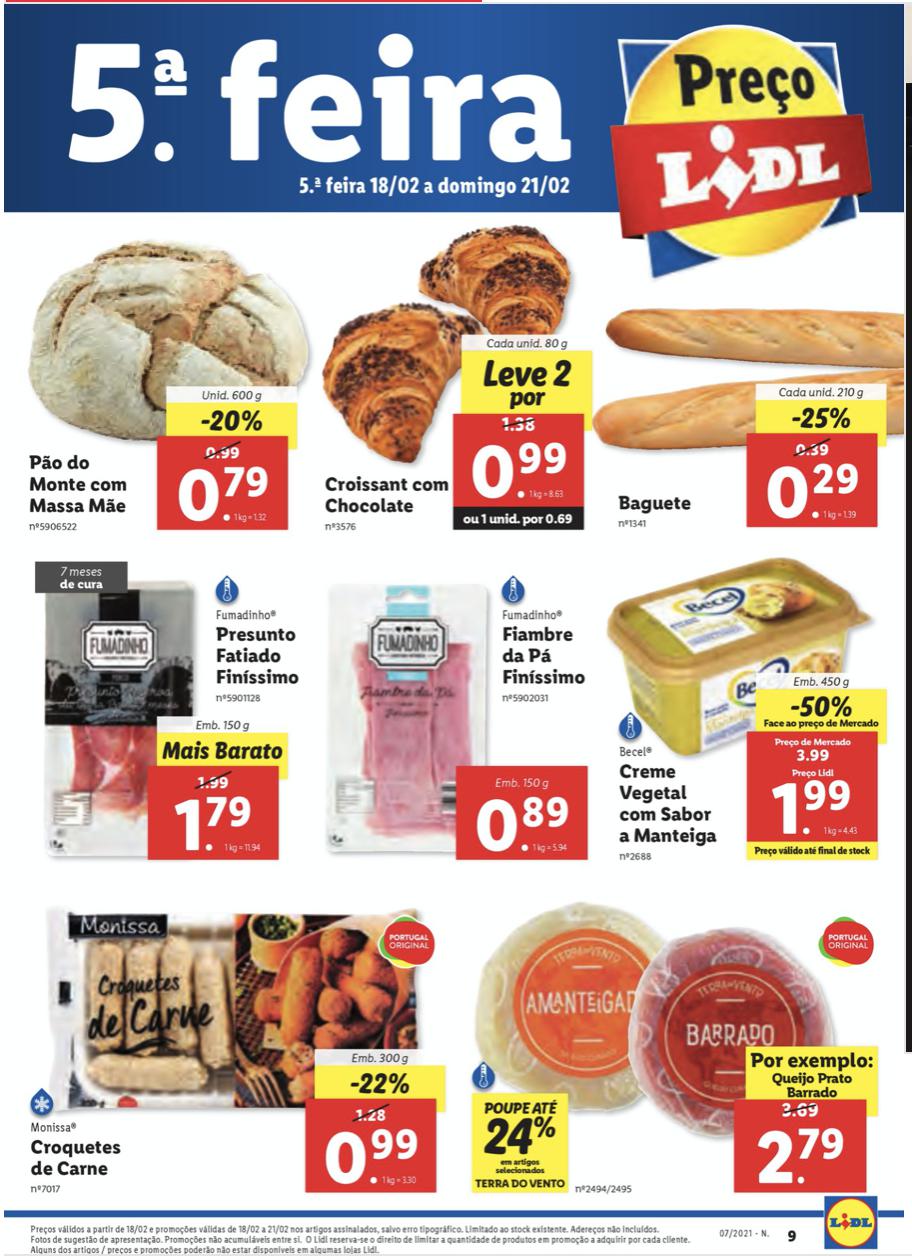 5.ª feira
5.ª feira 18/02 a domingo 21/02
Preço
LIDL
Unid. 600 g
-20%
0.99
0.79
1 kg = 1.32
Pão do
Monte com
Massa Mãe
nº5906522
Cada unid. 80 g
Leve 2
por
1.38
0.99
1 kg = 8.63
ou 1 unid. por 0.69
Croissant com
Chocolate
nº3576
Cada unid. 210 g
-25%
0.39
0.29
1 kg = 1.39
Baguete
nº1341
7 meses
de cura
FUMADINHO
Fumadinho®
Presunto
Fatiado
Finíssimo
nº5901128
Emb. 150 g
Mais Barato
1.99
1.79
1 kg = 11.94
FUMADINHO
Fiambre da Pá
Finíssimo
Fumadinho®
Fiambre
da Pá
Finíssimo
nº5902031
Emb. 150 g
0.89
1 kg = 5.94
Becel
Becel®
Creme
Vegetal
com Sabor
a Manteiga
nº2688
Emb. 450 g
-50%
Face ao preço de Mercado
Preço de Mercado
3.99
Preço Lidl
1.99
1 kg = 4.43
Preço válido até final de stock
Monissa
Croquetes
de Carne
PORTUGAL
ORIGINAL
Emb. 300 g
-22%
1.28
0.99
1 kg = 3.30
Monissa®
Croquetes
de Carne
nº7017
TERRA DO VENTO
AMANTEIGAD
TERRA DO VENTO
BARRADO
PORTUGAL
ORIGINAL
POUPE ATÉ
24%
em artigos
selecionados
TERRA DO VENTO
nº2494/2495
Por exemplo:
Queijo Prato
Barrado
3.69
2.79
Preços válidos a partir de 18/02 e promoções válidas de 18/02 a 21/02 nos artigos assinalados, salvo erro tipográfico. Limitado ao stock existente. Adereços não incluídos.
Fotos de sugestão de apresentação. Promoções não acumuláveis entre si. O Lidl reserva-se o direito de limitar a quantidade de produtos em promoção a adquirir por cada cliente.
Alguns dos artigos / preços e promoções poderão não estar disponíveis em algumas lojas Lidl.
07/2021 - N.
9
LIDL